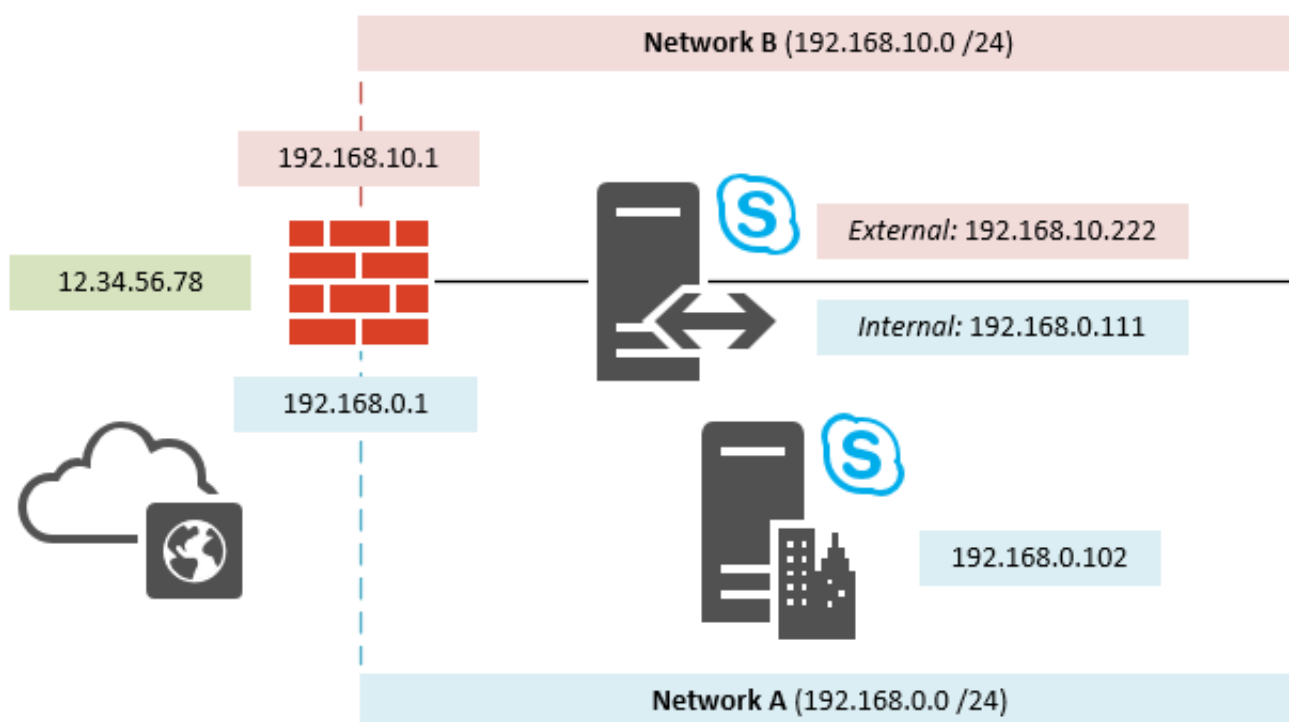 Network B (192.168.10.0 /24)
192.168.10.1
S
External: 192.168.10.222
12.34.56.78
Internal: 192.168.0.111
192.168.0.1
S
192.168.0.102
Network A (192.168.0.0 /24)